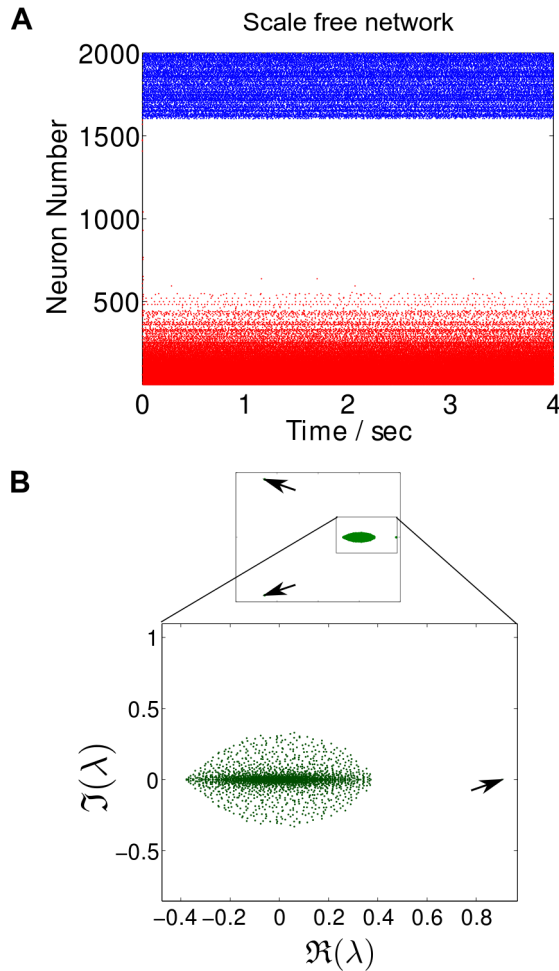 A
Scale free network
2000
1500
1000
500
Neuron Number
0 1 2 3 4
Time / sec
B
1
0.5
0
−0.5
ℑ(λ)
−0.4 −0.2 0 0.2 0.4 0.6 0.8
ℜ(λ)